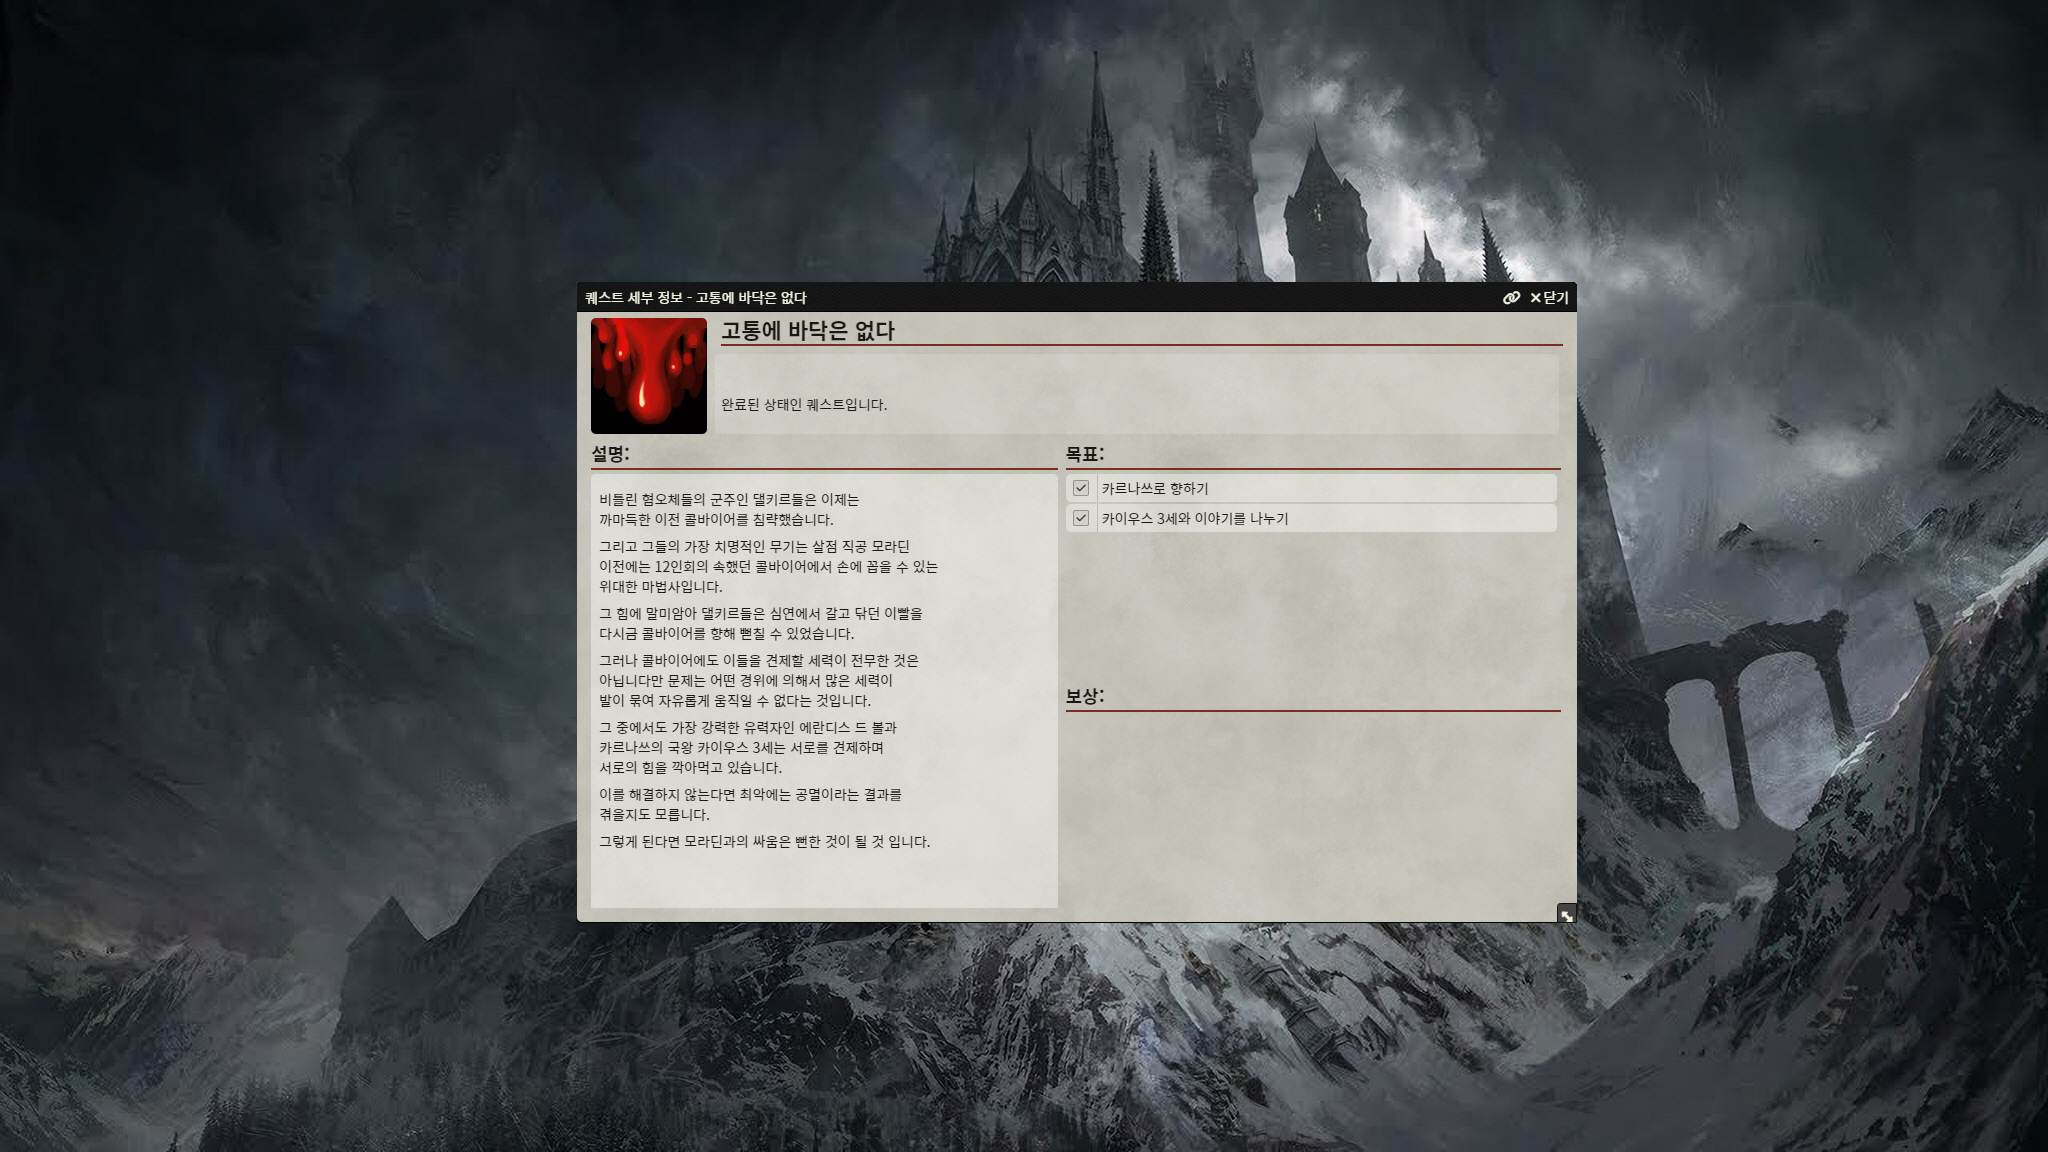 퀘스트 세부 정보 - 고통에 바닥은 없다
닫기
고통에 바닥은 없다
완료된 상태인 퀘스트입니다.
설명:
비틀린 혐오체들의 군주인 댈키르들은 이제는
까마득한 이전 콜바이어를 침략했습니다.
그리고 그들의 가장 치명적인 무기는 살점 직공 모라딘
이전에는 12인회의 속했던 콜바이어에서 손에 꼽을 수 있는
위대한 마법사입니다.
그 힘에 말미암아 댈키르들은 심연에서 갈고 닦던 이빨을
다시금 콜바이어를 향해 뻗칠 수 있었습니다.
그러나 콜바이어에도 이들을 견제할 세력이 전무한 것은
아닙니다만 문제는 어떤 경위에 의해서 많은 세력이
발이 묶여 자유롭게 움직일 수 없다는 것입니다.
그 중에서도 가장 강력한 유력자인 에란디스 드 볼과
카르나쓰의 국왕 카이우스 3세는 서로를 견제하며
서로의 힘을 깍아먹고 있습니다.
이를 해결하지 않는다면 최악에는 공멸이라는 결과를
겪을지도 모릅니다.
그렇게 된다면 모라딘과의 싸움은 뻔한 것이 될 것 입니다.
목표:
카르나쓰로 향하기
카이우스 3세와 이야기를 나누기
보상: